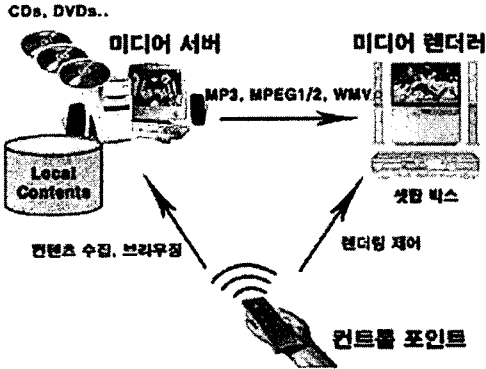 CDs, DVDs..
미디어 서버
미디어 렌더러
MP3, MPEG1/2, WMV
Local
Contents
셋탑 박스
컨텐츠 수집, 브라우징
렌더링 제어
컨트롤 포인트